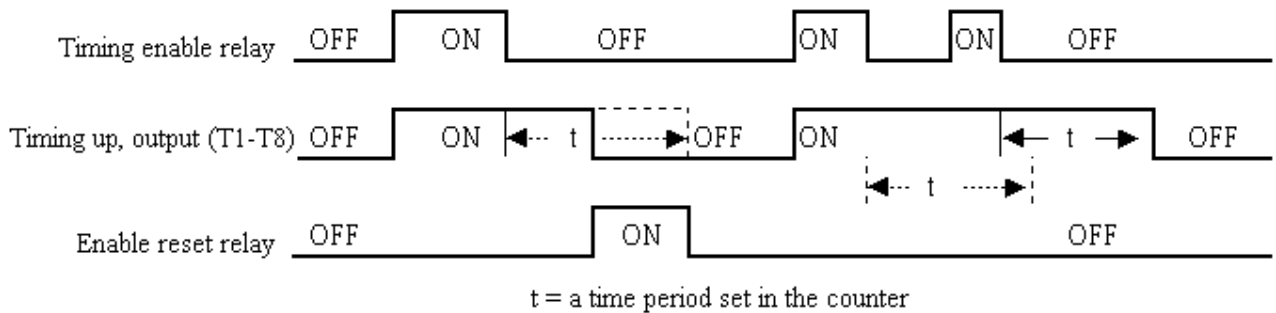 Timing enable relay OFF ON OFF ON ON OFF
Timing up, output (T1-T8) OFF ON t OFF ON t OFF
t
Enable reset relay OFF ON OFF
t = a time period set in the counter